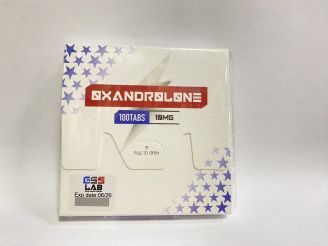 OXANDROLONE
100TABS 10MG
PULL TO OPEN
GSS
LAB
Exp date:06/26